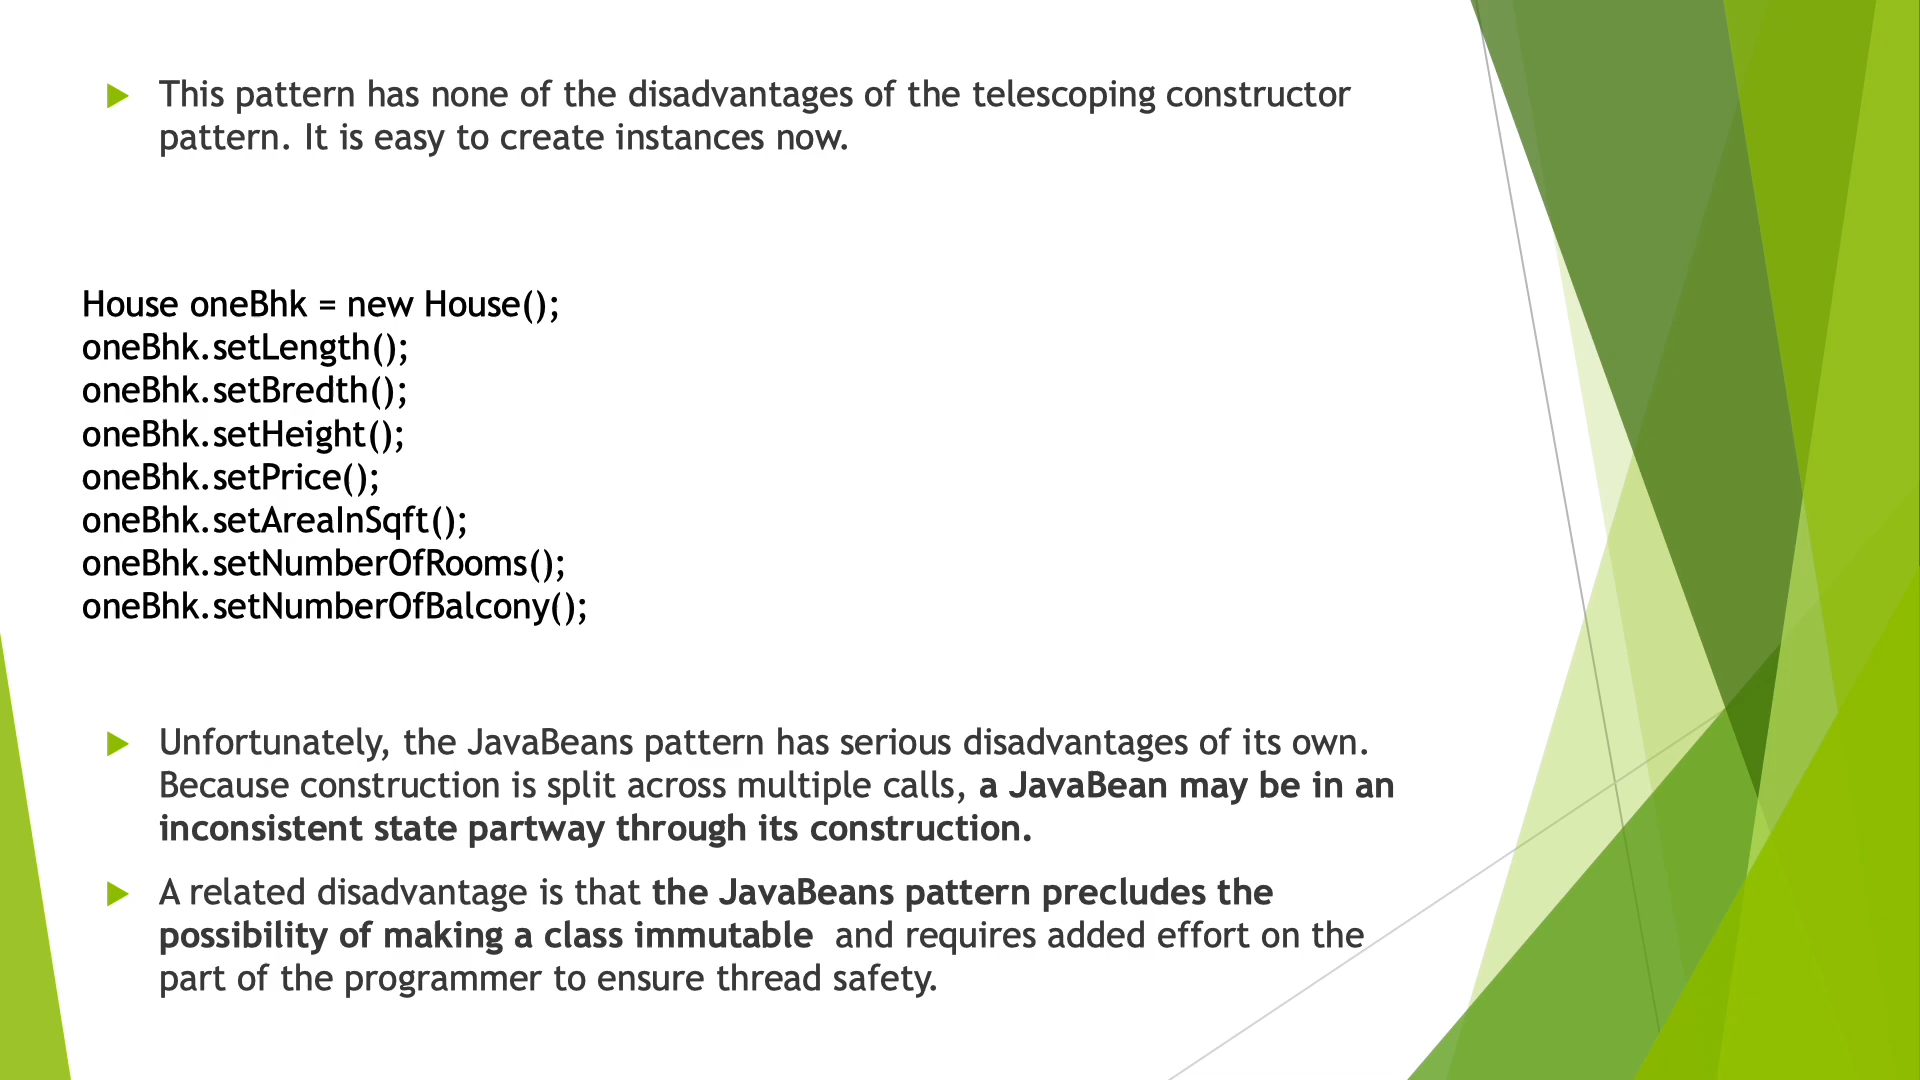 This pattern has none of the disadvantages of the telescoping constructor
pattern. It is easy to create instances now.
House oneBhk = new House();
oneBhk.setLength();
oneBhk.setBredth();
oneBhk.setHeight();
oneBhk.setPrice();
oneBhk.setAreaInSqft();
oneBhk.setNumberOfRooms();
oneBhk.setNumberOfBalcony();
Unfortunately, the JavaBeans pattern has serious disadvantages of its own.
Because construction is split across multiple calls, a JavaBean may be in an
inconsistent state partway through its construction.
A related disadvantage is that the JavaBeans pattern precludes the
possibility of making a class immutable  and requires added effort on the
part of the programmer to ensure thread safety.